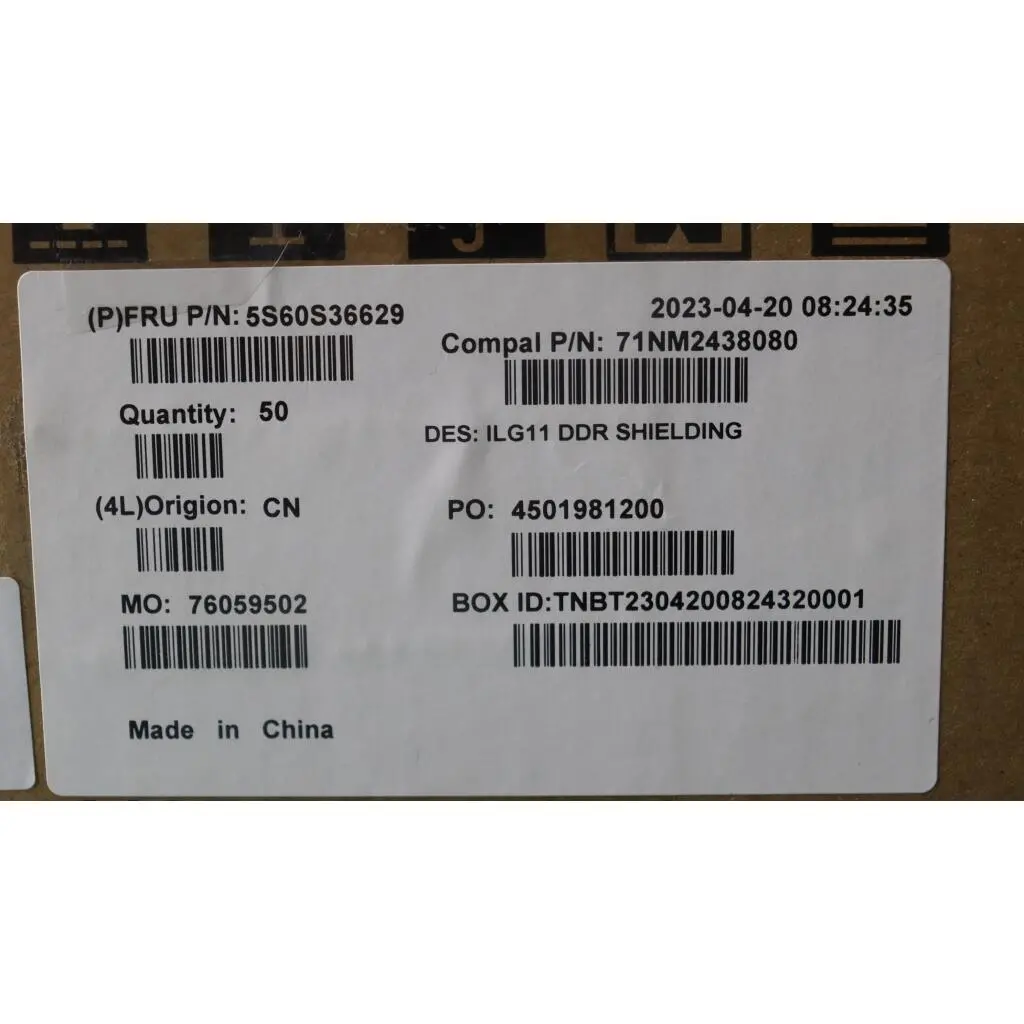 (P)FRU P/N: 5S60S36629
2023-04-20 08:24:35
Compal P/N: 71NM2438080
Quantity: 50
DES: ILG11 DDR SHIELDING
(4L)Origion: CN
PO: 4501981200
MO: 76059502
BOX ID:TNBT2304200824320001
Made in China